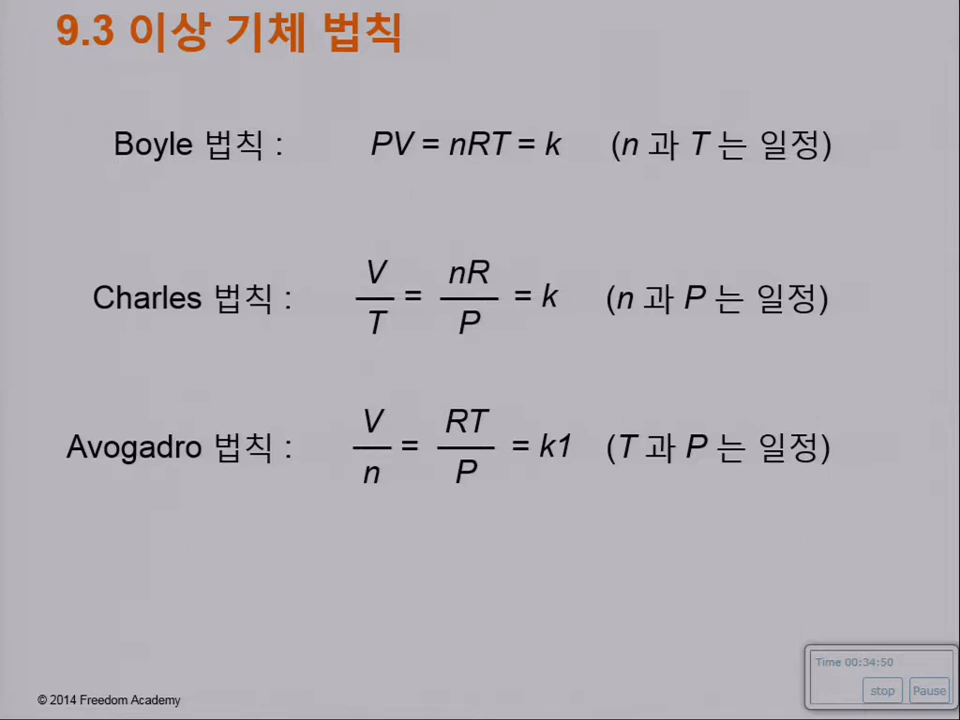 9.3 이상 기체 법칙
Boyle 법칙 : PV = nRT = k (n 과 T 는 일정)
Charles 법칙 : V/T = nR/P = k (n 과 P 는 일정)
Avogadro 법칙 : V/n = RT/P = k1 (T 과 P 는 일정)
Time 00:34:50
stop Pause
© 2014 Freedom Academy